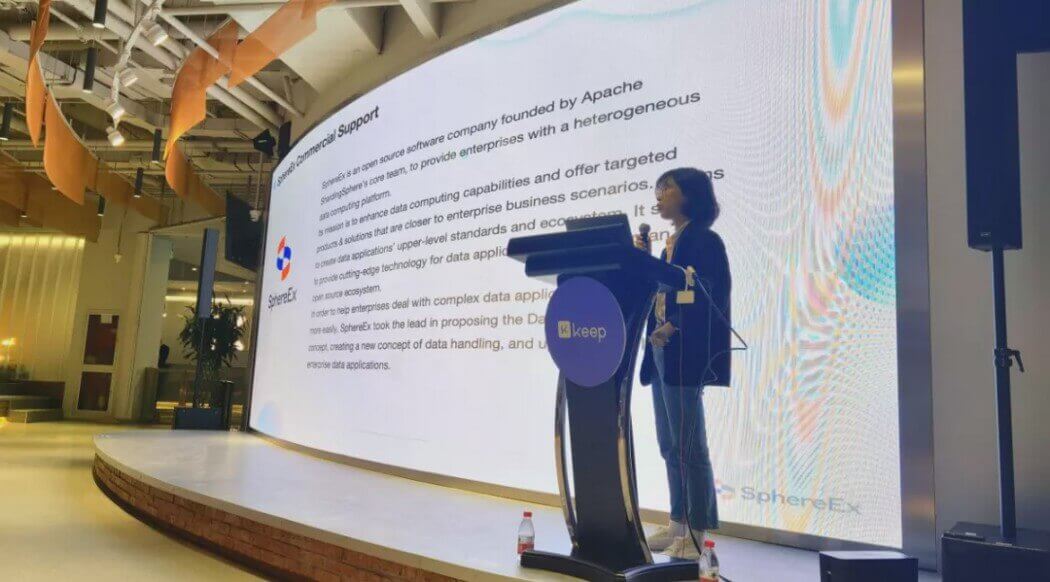 SphereEx Commercial Support
SphereEx is an open source software company founded by Apache
ShardingSphere's core team, to provide enterprises with a heterogeneous
data computing platform.
Its mission is to enhance data computing capabilities and offer targeted
products & solutions that are closer to enterprise business scenarios.
to create data applications' upper-level standards and ecosystem. It
to provide cutting-edge technology for data
open source ecosystem.
In order to help enterprises deal with complex data
more easily, SphereEx took the lead in proposing the
concept, creating a new concept of data handling, and
enterprise data applications.
SphereEx
keep
SphereEx